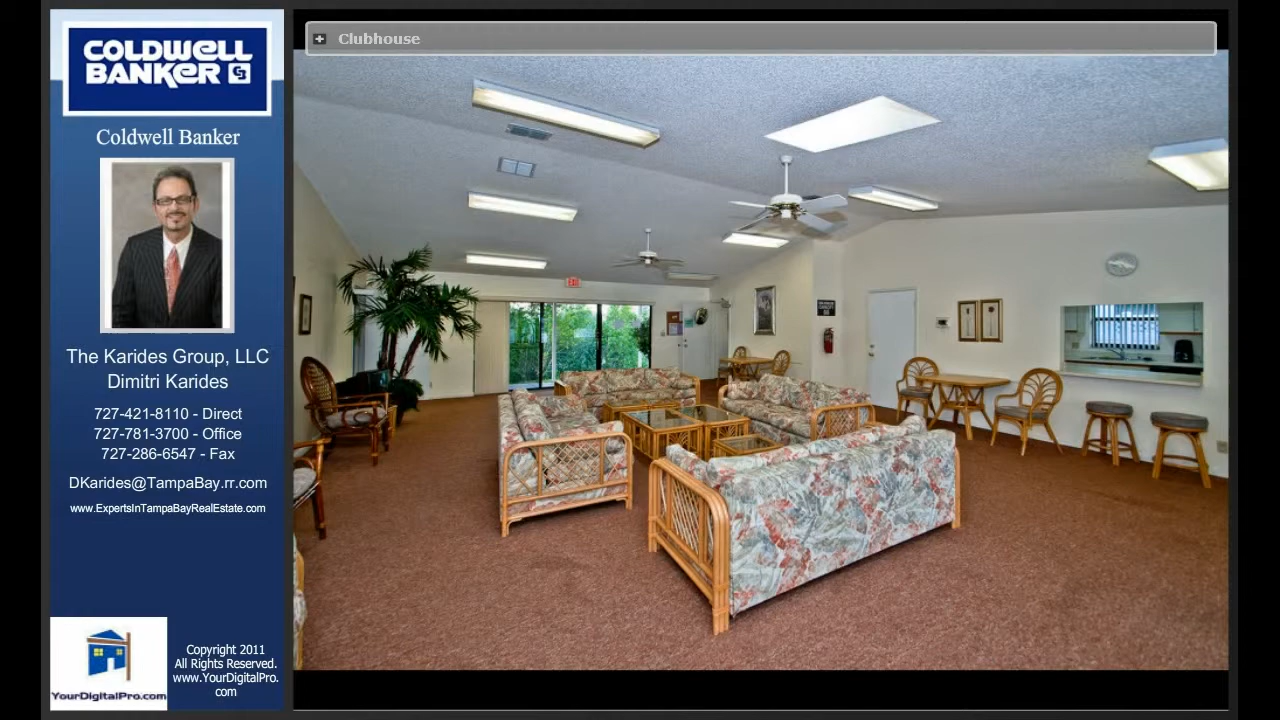 COLDWELL
BANKER
Coldwell Banker
The Karides Group, LLC
Dimitri Karides
727-421-8110 - Direct
727-781-3700 - Office
727-286-6547 - Fax
DKarides@TampaBay.rr.com
www.ExpertsInTampaBayRealEstate.com
YourDigitalPro.com
Copyright 2011
All Rights Reserved.
www.YourDigitalPro.
com
Clubhouse